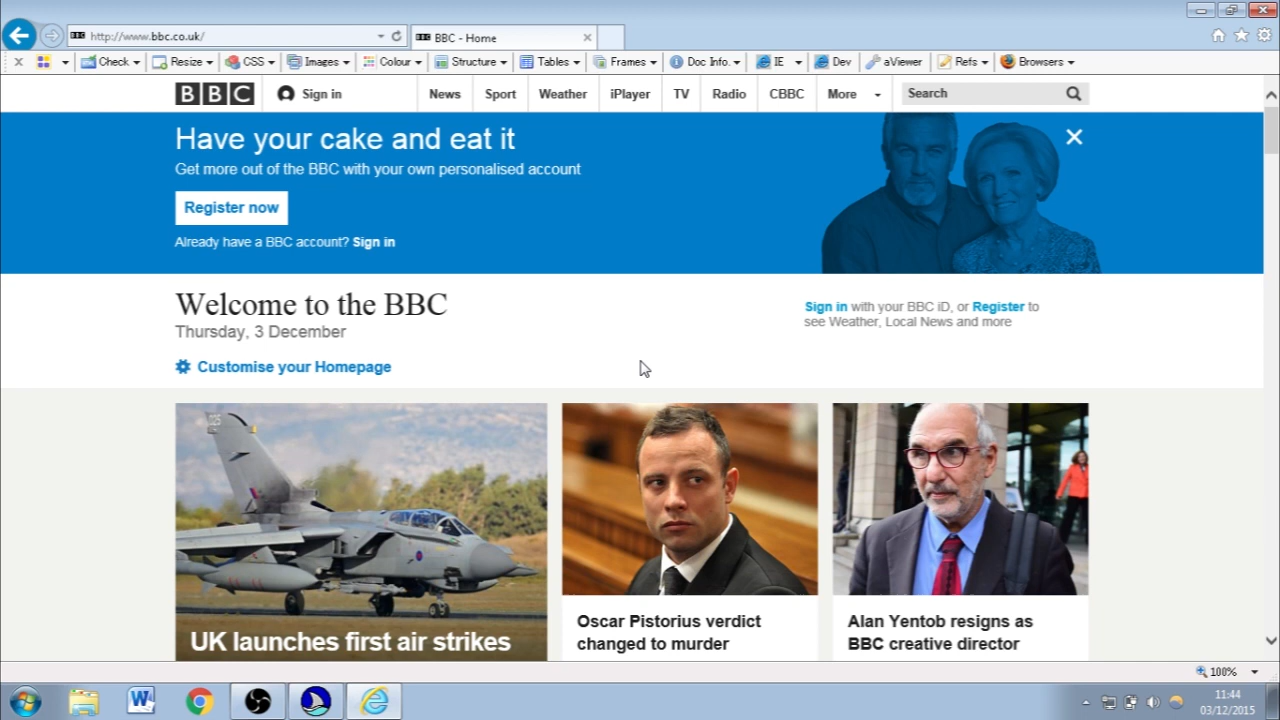 http://www.bbc.co.uk/
BBC - Home
Check
Resize
CSS
Images
Colour
Structure
Tables
Frames
Doc Info.
IE
Dev
aViewer
Refs
Browsers
BBC
Sign in
News
Sport
Weather
iPlayer
TV
Radio
CBBC
More
Search
Have your cake and eat it
Get more out of the BBC with your own personalised account
Register now
Already have a BBC account? Sign in
Welcome to the BBC
Thursday, 3 December
Customise your Homepage
Sign in with your BBC iD, or Register to
see Weather, Local News and more
UK launches first air strikes
Oscar Pistorius verdict
changed to murder
Alan Yentob resigns as
BBC creative director
100%
11:44
03/12/2015